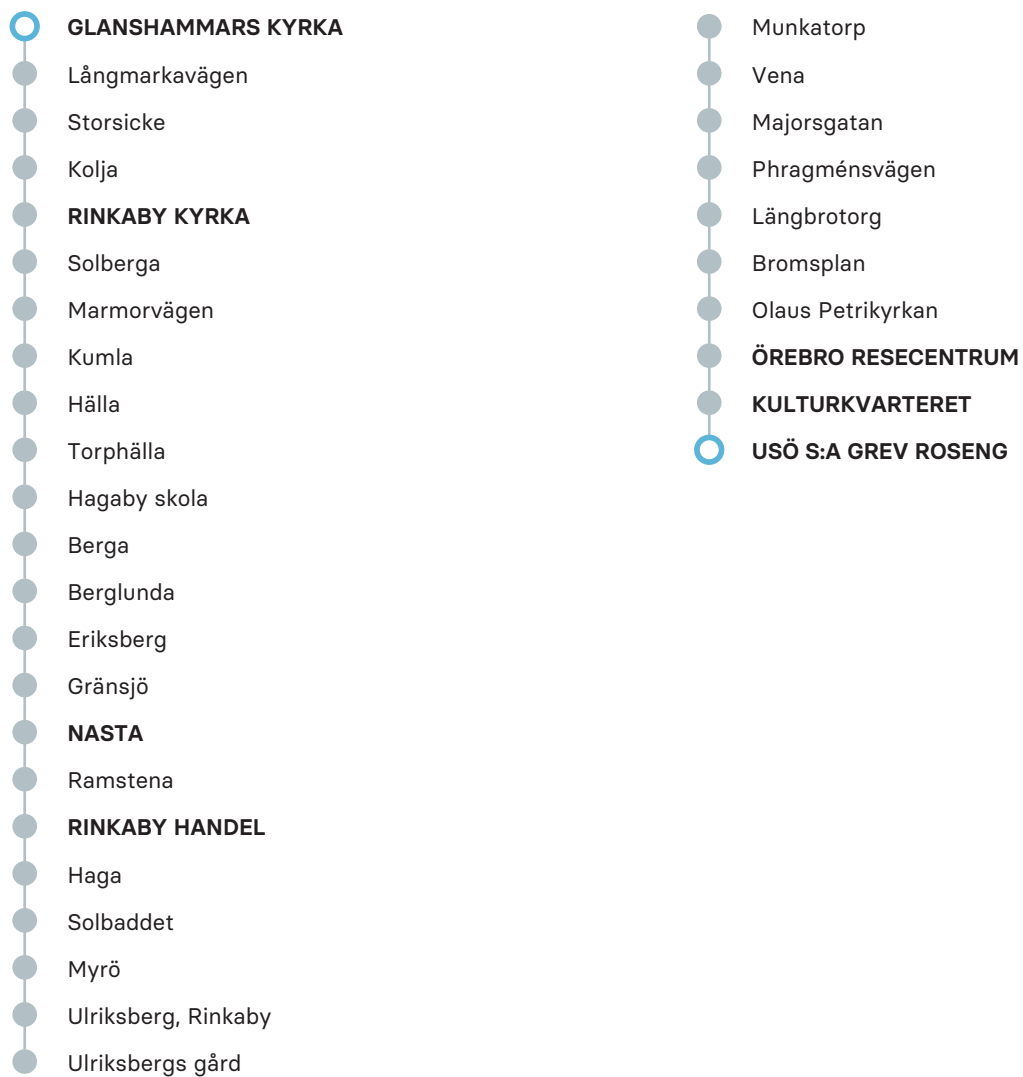 GLANSHAMMARS KYRKA
Långmarkavägen
Storsicke
Kolja
RINKABY KYRKA
Solberga
Marmorvägen
Kumla
Hälla
Torphälla
Hagaby skola
Berga
Berglunda
Eriksberg
Gränsjö
NASTA
Ramstena
RINKABY HANDEL
Haga
Solbaddet
Myrö
Ulriksberg, Rinkaby
Ulriksbergs gård
Munkatorp
Vena
Majorsgatan
Phragménsvägen
Längbrotorg
Bromsplan
Olaus Petrikyrkan
ÖREBRO RESECENTRUM
KULTURKVARTERET
USÖ S:A GREV ROSENG